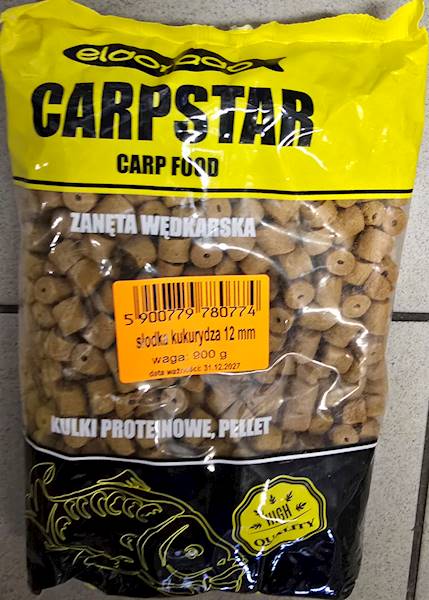 CARPSTAR
CARP FOOD
ZANĘTA WĘDKARSKA
5 900779 780774
słodka kukurydza 12 mm
waga: 900 g
data ważności: 31.12.2027
KULKI PROTEINOWE, PELLET
HIGH
QUALITY